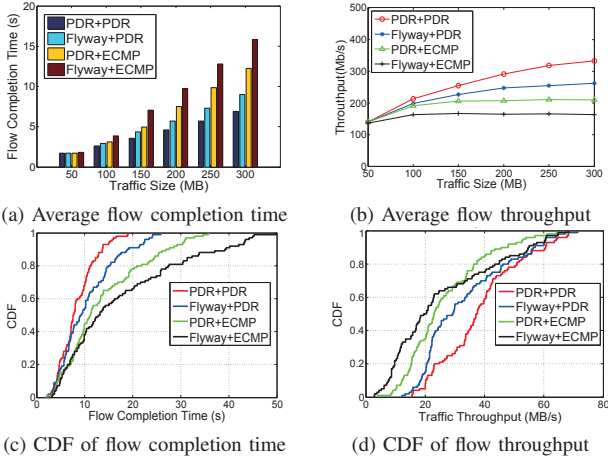 20
15
10
5
0
Flow Completion Time (s)
PDR+PDR
Flyway+PDR
PDR+ECMP
Flyway+ECMP
50 100 150 200 250 300
Traffic Size (MB)
(a) Average flow completion time
500
400
300
200
100
0
Throuthput(Mb/s)
PDR+PDR
Flyway+PDR
PDR+ECMP
Flyway+ECMP
50 100 150 200 250 300
Traffic Size (MB)
(b) Average flow throughput
1
0.8
0.6
0.4
0.2
0
CDF
PDR+PDR
Flyway+PDR
PDR+ECMP
Flyway+ECMP
0 10 20 30 40 50
Flow Completion Time (s)
(c) CDF of flow completion time
1
0.8
0.6
0.4
0.2
0
CDF
PDR+PDR
Flyway+PDR
PDR+ECMP
Flyway+ECMP
0 20 40 60 80
Traffic Throughput (MB/s)
(d) CDF of flow throughput